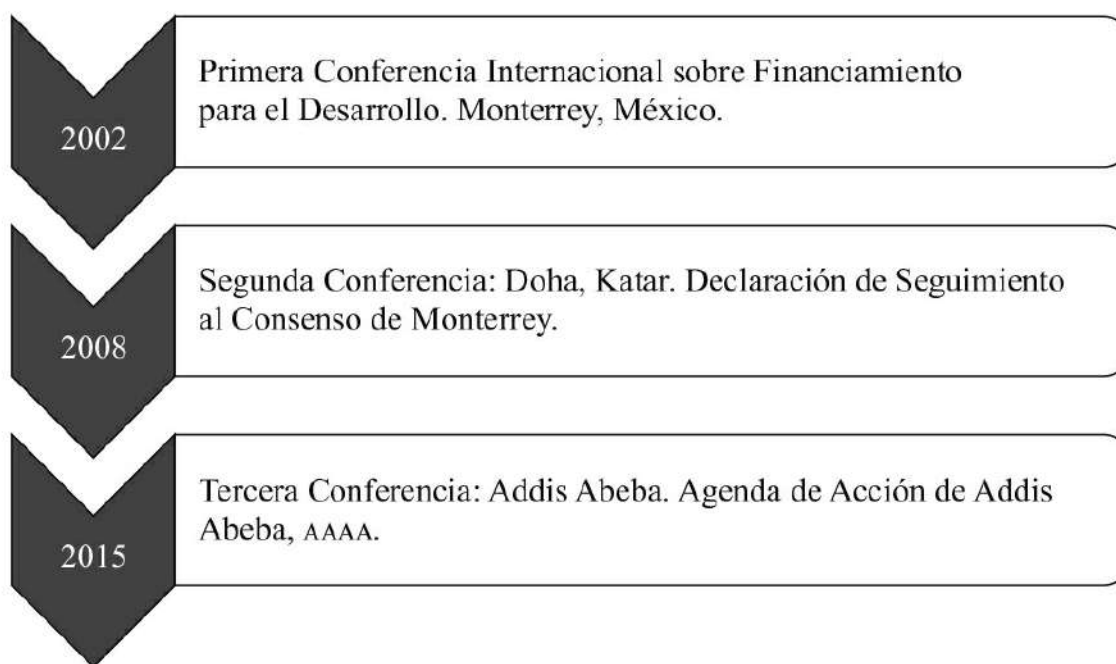 2002
Primera Conferencia Internacional sobre Financiamiento
para el Desarrollo. Monterrey, México.
2008
Segunda Conferencia: Doha, Katar. Declaración de Seguimiento
al Consenso de Monterrey.
2015
Tercera Conferencia: Addis Abeba. Agenda de Acción de Addis
Abeba, AAAA.